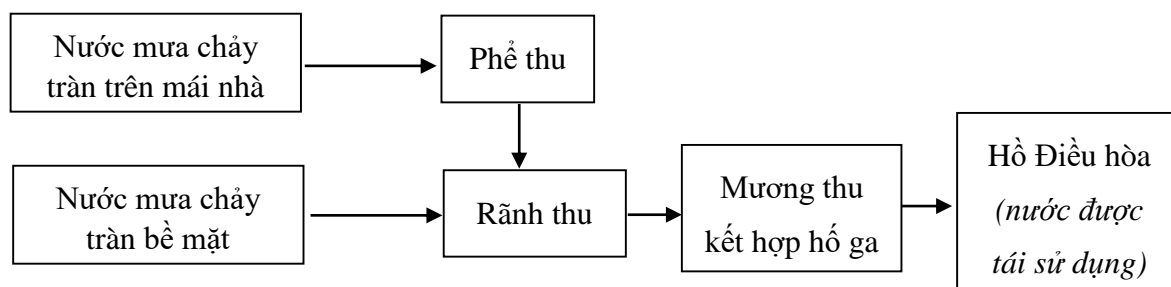 Nước mưa chảy
tràn trên mái nhà
Phể thu
Nước mưa chảy
tràn bề mặt
Rãnh thu
Mương thu
kết hợp hố ga
Hồ Điều hòa
(nước được
tái sử dụng)